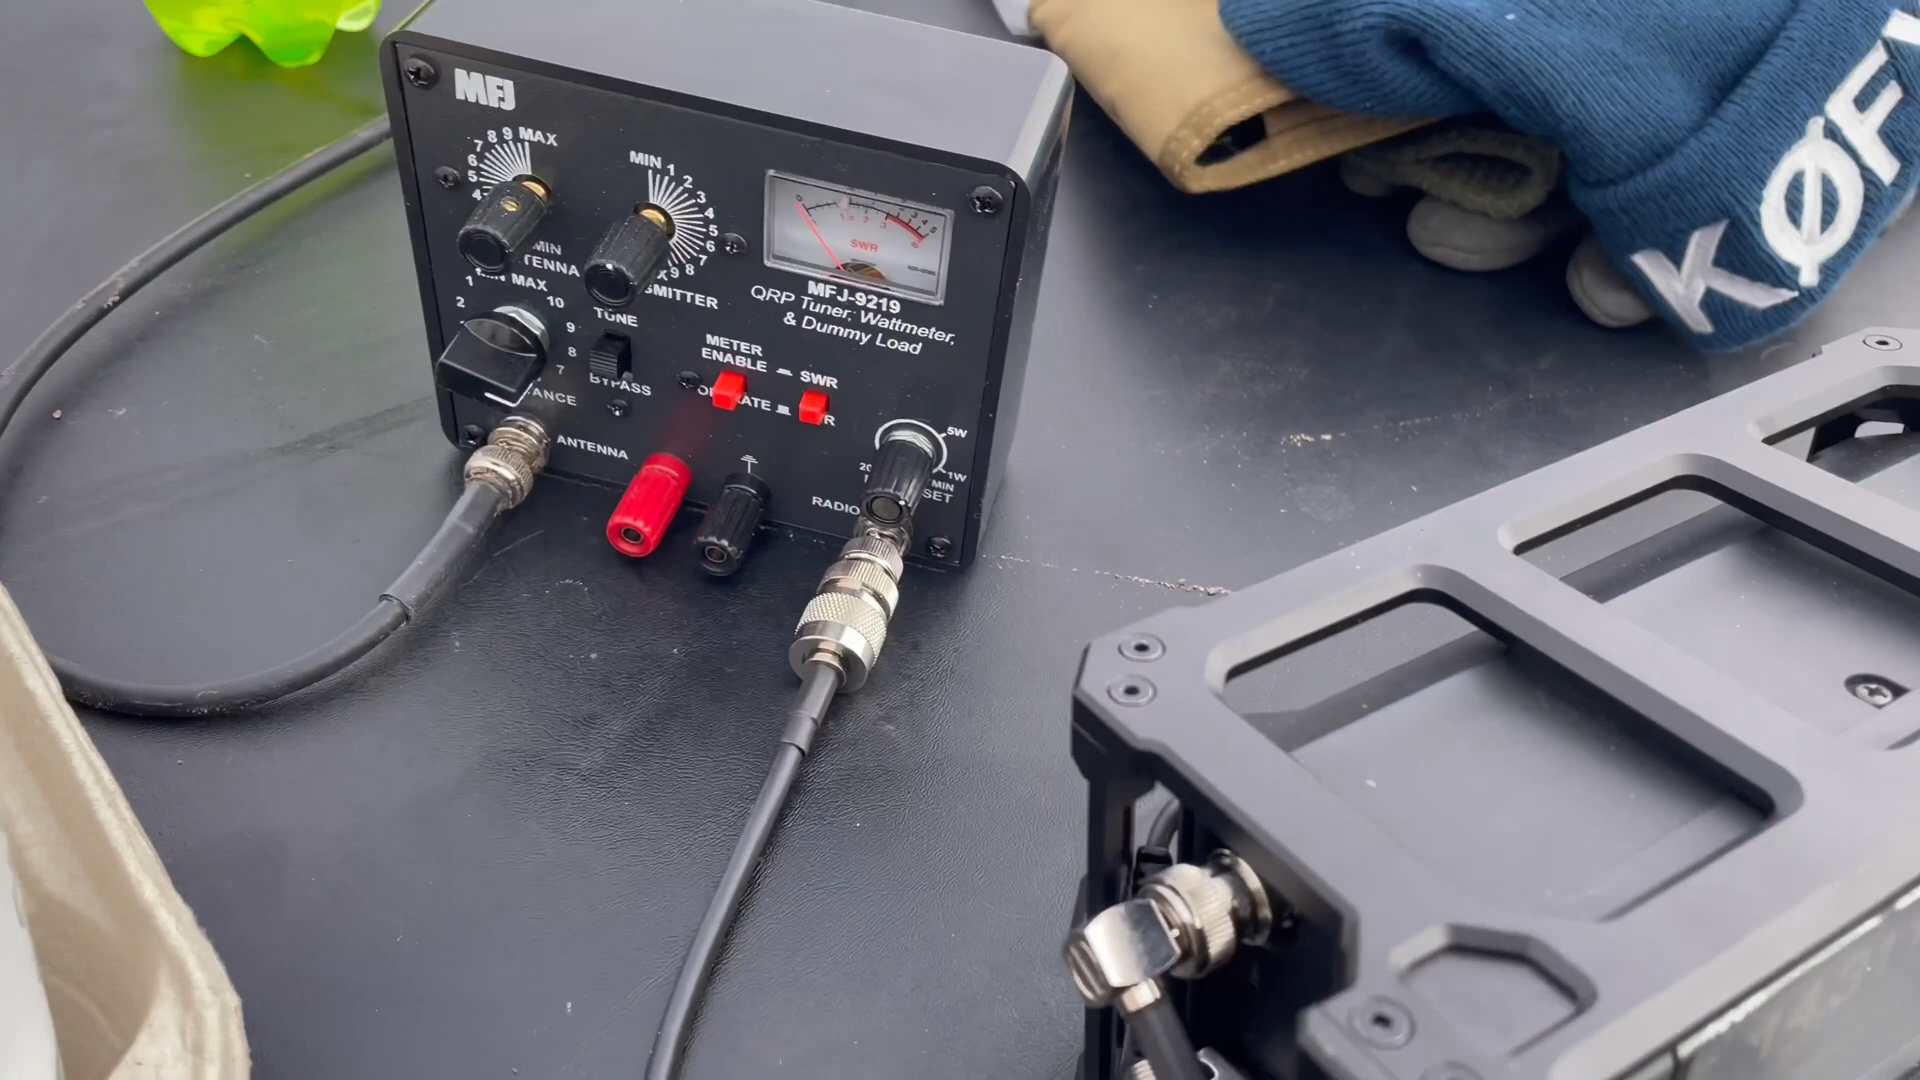 MFJ
4 5 6 7 8 9 MAX
MIN
MIN 1 2 3 4 5 6 7 8 9
MAX
1 2
10 9 8 7
TUNE
BYPASS
ANTENNA
METER
ENABLE
SWR
SWR
MFJ-9219
QRP Tuner, Wattmeter,
& Dummy Load
5W
1W
MIN
SET
RADIO
KØF